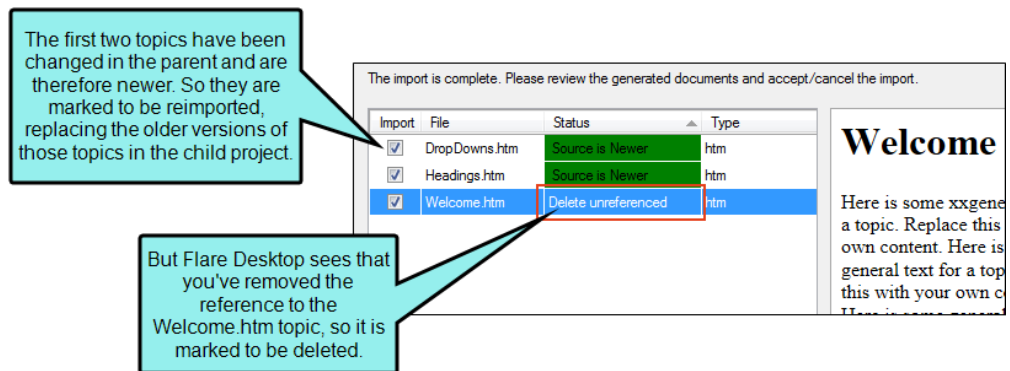 The first two topics have been
changed in the parent and are
therefore newer. So they are
marked to be reimported,
replacing the older versions of
those topics in the child project.
The import is complete. Please review the generated documents and accept/cancel the import.
Import File Status Type
DropDowns.htm Source is Newer htm
Headings.htm Source is Newer htm
Welcome.htm Delete unreferenced htm
Welcome
Here is some xxgene
a topic. Replace this
own content. Here is
general text for a top
this with your own c
Here is some general
But Flare Desktop sees that
you've removed the
reference to the
Welcome.htm topic, so it is
marked to be deleted.